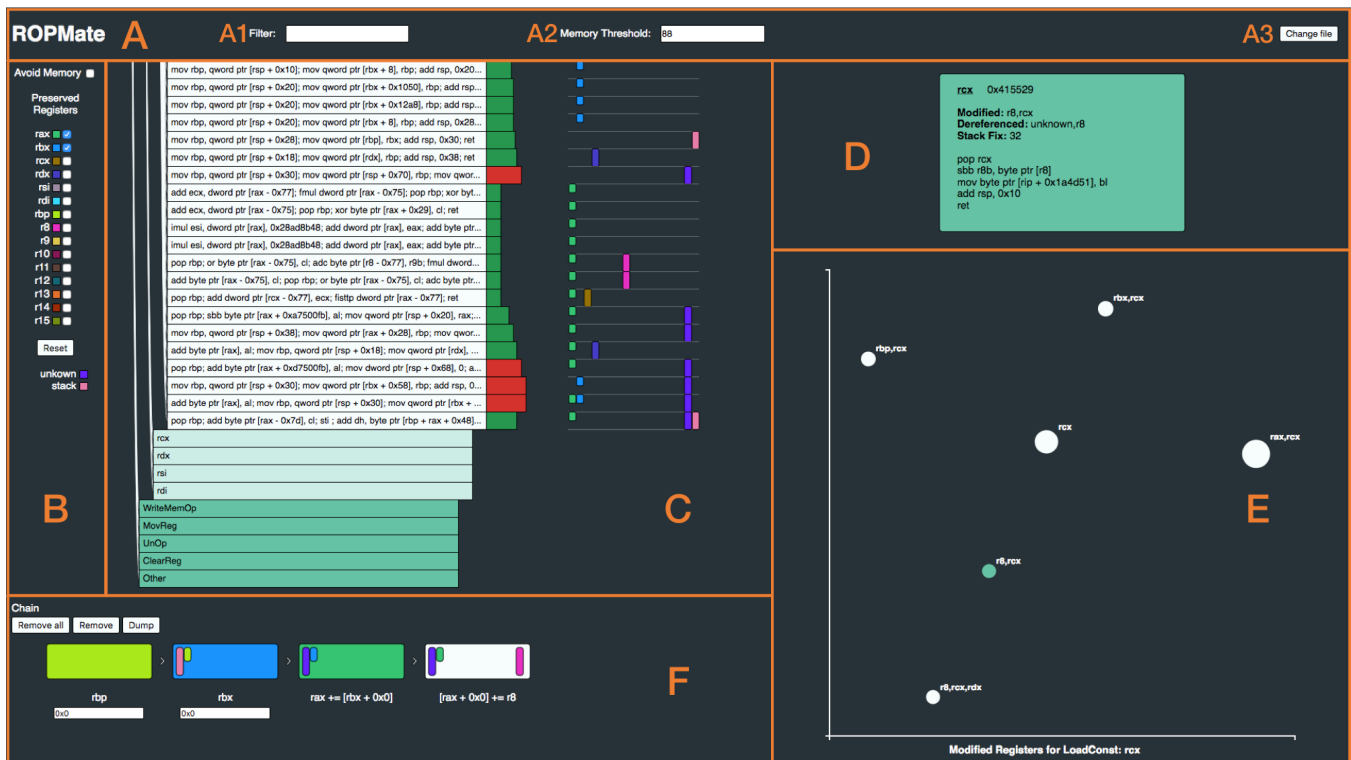 ROPMate
A
A1 Filter:
A2 Memory Threshold: 88
A3 Change file
Avoid Memory
Preserved
Registers
rax
rbx
rcx
rdx
rsi
rdi
rbp
r8
r9
r10
r11
r12
r13
r14
r15
Reset
unkown
stack
B
mov rbp, qword ptr [rsp + 0x10]; mov qword ptr [rbx + 8], rbp; add rsp, 0x20...
mov rbp, qword ptr [rsp + 0x20]; mov qword ptr [rbx + 0x1050], rbp; add rsp...
mov rbp, qword ptr [rsp + 0x20]; mov qword ptr [rbx + 0x12a8], rbp; add rsp...
mov rbp, qword ptr [rsp + 0x20]; mov qword ptr [rbx + 8], rbp; add rsp, 0x28...
mov rbp, qword ptr [rsp + 0x28]; mov qword ptr [rbp], rbx; add rsp, 0x30; ret
mov rbp, qword ptr [rsp + 0x18]; mov qword ptr [rdx], rbp; add rsp, 0x38; ret
mov rbp, qword ptr [rsp + 0x30]; mov qword ptr [rsp + 0x70], rbp; mov qwor...
add ecx, dword ptr [rax - 0x77]; fmul dword ptr [rax - 0x75]; pop rbp; xor byt...
add ecx, dword ptr [rax - 0x75]; pop rbp; xor byte ptr [rax + 0x29], cl; ret
imul esi, dword ptr [rax], 0x28ad8b48; add dword ptr [rax], eax; add byte ptr...
imul esi, dword ptr [rax], 0x28ad8b48; add dword ptr [rax], eax; add byte ptr...
pop rbp; or byte ptr [rax - 0x75], cl; adc byte ptr [r8 - 0x77], r9b; fmul dword...
add byte ptr [rax - 0x75], cl; pop rbp; or byte ptr [rax - 0x75], cl; adc byte ptr...
pop rbp; add dword ptr [rcx - 0x77], ecx; fisttp dword ptr [rax - 0x77]; ret
pop rbp; sbb byte ptr [rax + 0xa7500fb], al; mov qword ptr [rsp + 0x20], rax;...
mov rbp, qword ptr [rsp + 0x38]; mov qword ptr [rax + 0x28], rbp; mov qwor...
add byte ptr [rax], al; mov rbp, qword ptr [rsp + 0x18]; mov qword ptr [rdx], ...
pop rbp; add byte ptr [rax + 0xd7500fb], al; mov dword ptr [rsp + 0x68], 0; a...
mov rbp, qword ptr [rsp + 0x30]; mov qword ptr [rbx + 0x58], rbp; add rsp, 0...
add byte ptr [rax], al; mov rbp, qword ptr [rsp + 0x30]; mov qword ptr [rbx + ...
pop rbp; add byte ptr [rax - 0x7d], cl; sti ; add dh, byte ptr [rbp + rax + 0x48]...
rcx
rdx
rsi
rdi
WriteMemOp
MovReg
UnOp
ClearReg
Other
C
D
rcx 0x415529
Modified: r8,rcx
Dereferenced: unknown,r8
Stack Fix: 32
pop rcx
sbb r8b, byte ptr [r8]
mov byte ptr [rip + 0x1a4d51], bl
add rsp, 0x10
ret
rbx,rcx
rbp,rcx
rcx
rax,rcx
E
r8,rcx
r8,rcx,rdx
Modified Registers for LoadConst: rcx
Chain
Remove all Remove Dump
> > >
F
rbp rbx rax += [rbx + 0x0] [rax + 0x0] += r8
0x0 0x0